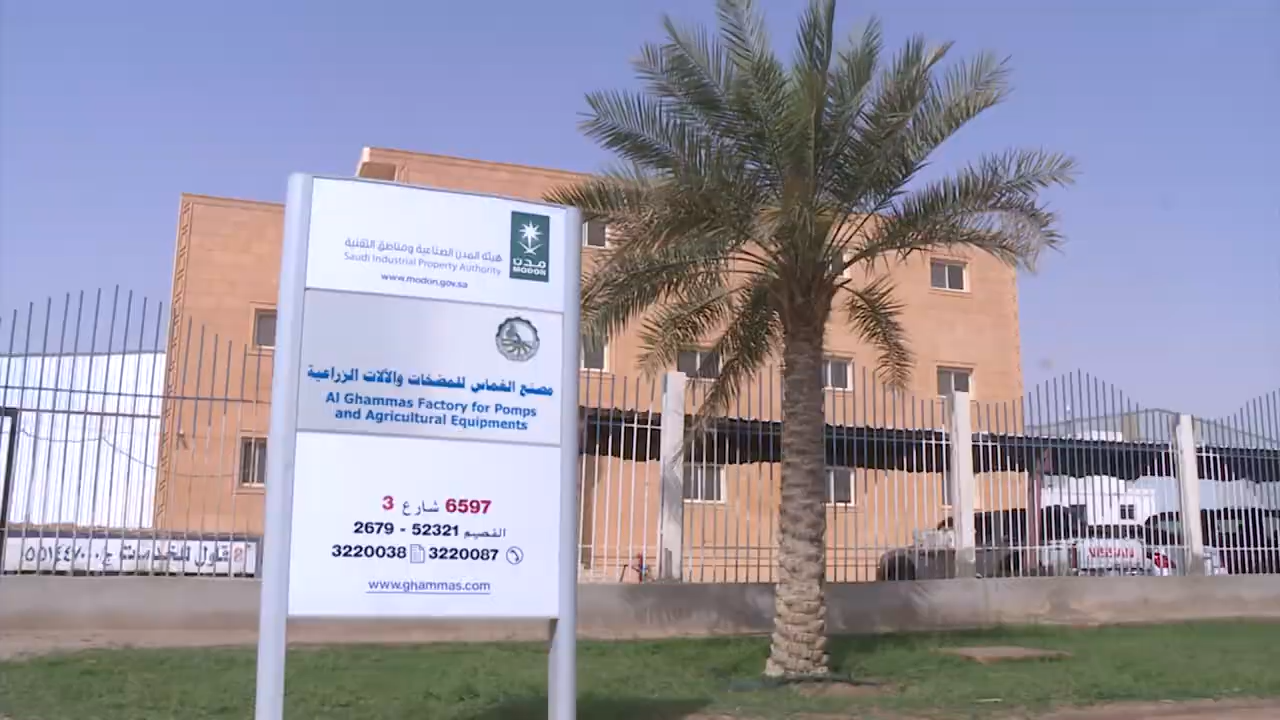 هيئة المدن الصناعية ومناطق التقنية
Saudi Industrial Property Authority
www.modon.gov.sa
مدن
MODON
مصنع الغماس للمضخات والآلات الزراعية
Al Ghammas Factory for Pomps
and Agricultural Equipments
6597 شارع 3
القصيم 52321 - 2679
3220087 3220038
www.ghammas.com
للخدمات
NISSAN